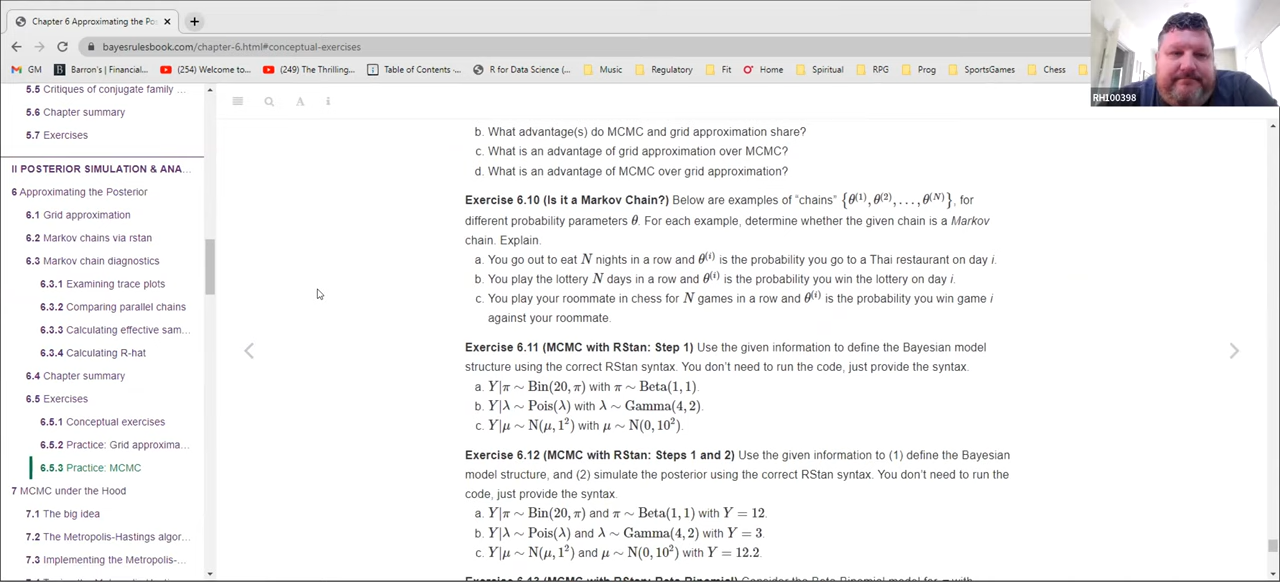 Chapter 6 Approximating the Pos
bayesrulesbook.com/chapter-6.html#conceptual-exercises
GM
Barron's | Financial...
(254) Welcome to...
(249) The Thrilling...
Table of Contents -...
R for Data Science (...
Music
Regulatory
Fit
Home
Spiritual
RPG
Prog
SportsGames
Chess
RH100398
5.5 Critiques of conjugate family ...
5.6 Chapter summary
5.7 Exercises
II POSTERIOR SIMULATION & ANA...
6 Approximating the Posterior
6.1 Grid approximation
6.2 Markov chains via rstan
6.3 Markov chain diagnostics
6.3.1 Examining trace plots
6.3.2 Comparing parallel chains
6.3.3 Calculating effective sam...
6.3.4 Calculating R-hat
6.4 Chapter summary
6.5 Exercises
6.5.1 Conceptual exercises
6.5.2 Practice: Grid approxima...
6.5.3 Practice: MCMC
7 MCMC under the Hood
7.1 The big idea
7.2 The Metropolis-Hastings algor...
7.3 Implementing the Metropolis-...
b. What advantage(s) do MCMC and grid approximation share?
c. What is an advantage of grid approximation over MCMC?
d. What is an advantage of MCMC over grid approximation?
Exercise 6.10 (Is it a Markov Chain?) Below are examples of “chains” {θ⁽¹⁾, θ⁽²⁾, . . . , θ⁽ᴺ⁾}, for
different probability parameters θ. For each example, determine whether the given chain is a Markov
chain. Explain.
a. You go out to eat N nights in a row and θ⁽ⁱ⁾ is the probability you go to a Thai restaurant on day i.
b. You play the lottery N days in a row and θ⁽ⁱ⁾ is the probability you win the lottery on day i.
c. You play your roommate in chess for N games in a row and θ⁽ⁱ⁾ is the probability you win game i
against your roommate.
Exercise 6.11 (MCMC with RStan: Step 1) Use the given information to define the Bayesian model
structure using the correct RStan syntax. You don’t need to run the code, just provide the syntax.
a. Y|π ∼ Bin(20, π) with π ∼ Beta(1, 1).
b. Y|λ ∼ Pois(λ) with λ ∼ Gamma(4, 2).
c. Y|μ ∼ N(μ, 1²) with μ ∼ N(0, 10²).
Exercise 6.12 (MCMC with RStan: Steps 1 and 2) Use the given information to (1) define the Bayesian
model structure, and (2) simulate the posterior using the correct RStan syntax. You don’t need to run the
code, just provide the syntax.
a. Y|π ∼ Bin(20, π) and π ∼ Beta(1, 1) with Y = 12.
b. Y|λ ∼ Pois(λ) and λ ∼ Gamma(4, 2) with Y = 3.
c. Y|μ ∼ N(μ, 1²) and μ ∼ N(0, 10²) with Y = 12.2.